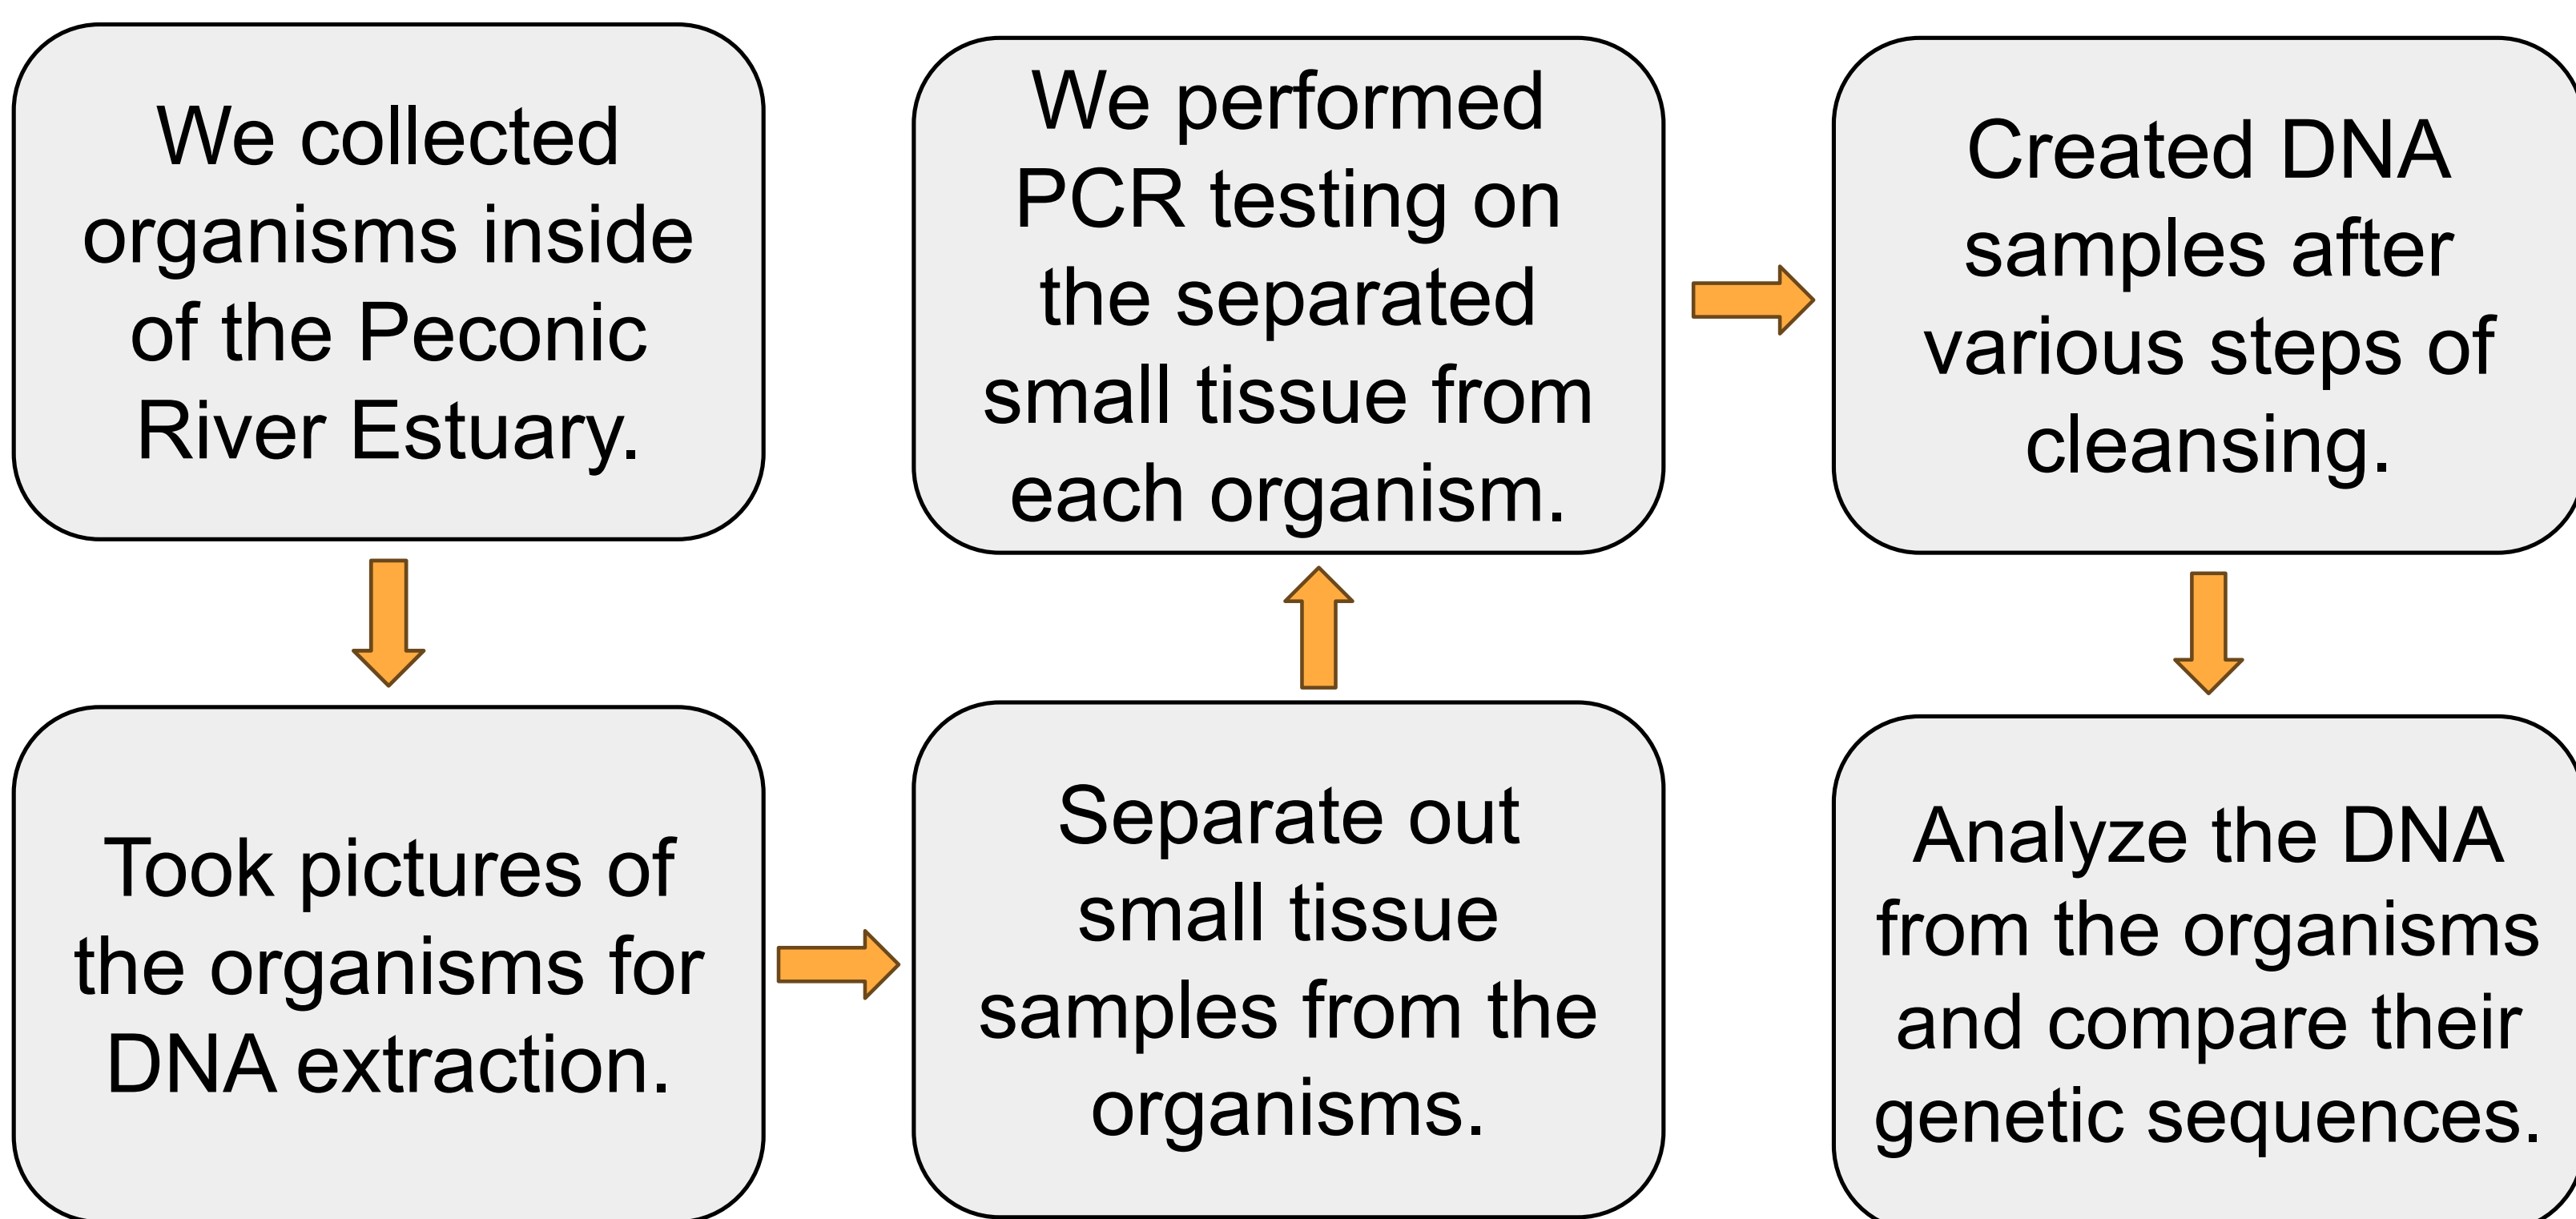 We collected
organisms inside
of the Peconic
River Estuary.
Took pictures of
the organisms for
DNA extraction.
Separate out
small tissue
samples from the
organisms.
We performed
PCR testing on
the separated
small tissue from
each organism.
Created DNA
samples after
various steps of
cleansing.
Analyze the DNA
from the organisms
and compare their
genetic sequences.